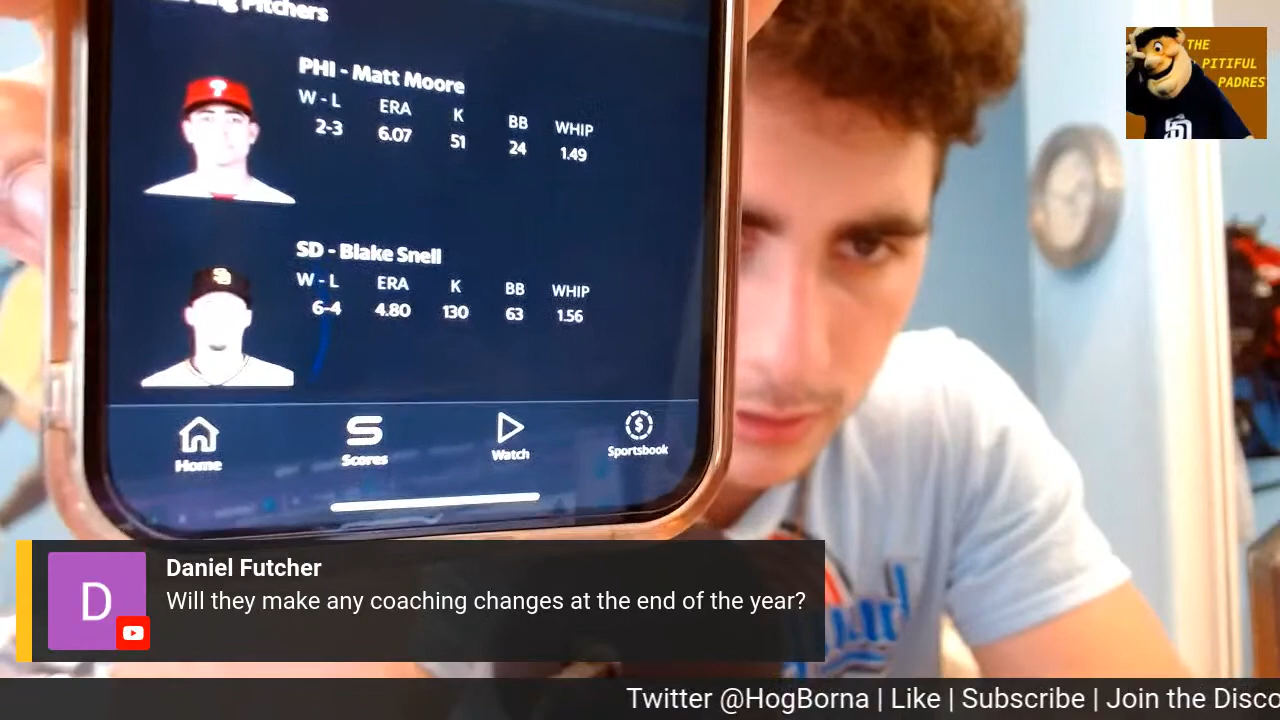 Pitchers
PHI - Matt Moore
W - L ERA K BB WHIP
2-3 6.07 51 24 1.49
SD - Blake Snell
W - L ERA K BB WHIP
6-4 4.80 130 63 1.56
Home Scores Watch Sportsbook
THE
PITIFUL
PADRES
D
Daniel Futcher
Will they make any coaching changes at the end of the year?
Twitter @HogBorna | Like | Subscribe | Join the Disco